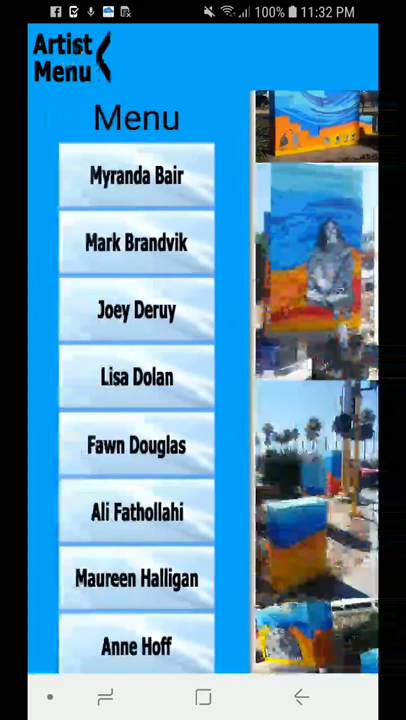 100% 11:32 PM
Artist
Menu
Menu
Myranda Bair
Mark Brandvik
Joey Deruy
Lisa Dolan
Fawn Douglas
Ali Fathollahi
Maureen Halligan
Anne Hoff